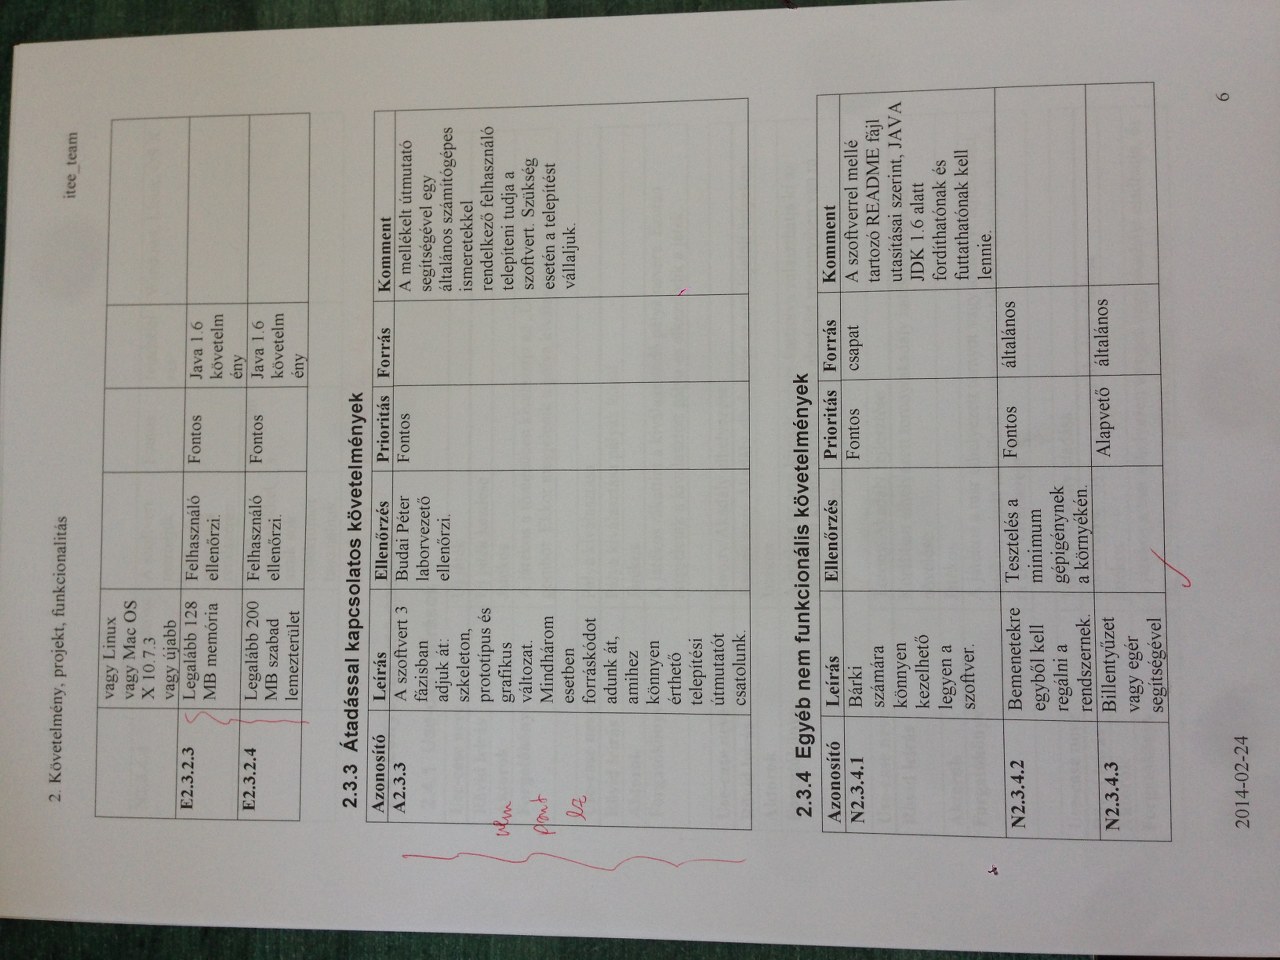 2. Követelmény, projekt, funkcionalitás
itee_team
vagy Linux
vagy Mac OS
X 10.7.3
vagy újabb
E2.3.2.3 Legalább 128 Felhasználó Fontos Java 1.6
MB memória ellenőrzi. követelm
ény
E2.3.2.4 Legalább 200 Felhasználó Fontos Java 1.6
MB szabad ellenőrzi. követelm
lemezterület ény
2.3.3 Átadással kapcsolatos követelmények
Azonosító Leírás Ellenőrzés Prioritás Forrás Komment
A2.3.3 A szoftvert 3 Budai Péter Fontos A mellékelt útmutató
fázisban laborvezető segítségével egy
adjuk át: ellenőrzi. általános számítógépes
szkeleton, ismeretekkel
prototípus és rendelkező felhasználó
grafikus telepíteni tudja a
változat. szoftvert. Szükség
Mindhárom esetén a telepítést
esetben vállaljuk.
forráskódot
adunk át,
amihez
könnyen
érthető
telepítési
útmutatót
csatolunk.
nem
pont
ez
2.3.4 Egyéb nem funkcionális követelmények
Azonosító Leírás Ellenőrzés Prioritás Forrás Komment
N2.3.4.1 Bárki Fontos csapat A szoftverrel mellé
számára tartozó README fájl
könnyen utasításai szerint, JAVA
kezelhető JDK 1.6 alatt
legyen a fordíthatónak és
szoftver. futtathatónak kell
lennie.
N2.3.4.2 Bemenetekre Tesztelés a Fontos általános
egyből kell minimum
regálni a gépigénynek
rendszernek. a környékén.
N2.3.4.3 Billentyűzet Alapvető általános
vagy egér
segítségével
6
2014-02-24